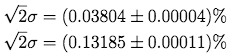 √2σ = (0.03804 ± 0.00004)%
√2σ = (0.13185 ± 0.00011)%